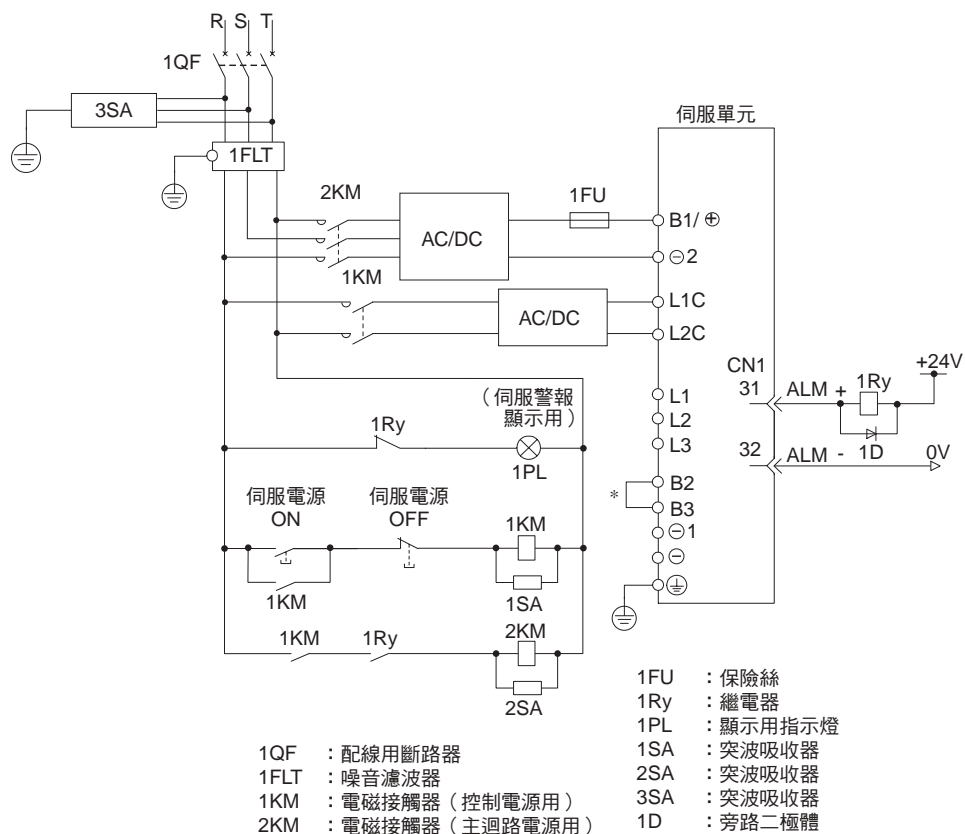 R S T
1QF
3SA
1FLT
伺服單元
2KM
1FU
AC/DC
B1/ ⊕
⊖2
1KM
AC/DC
L1C
L2C
CN1
+24V
31 ALM + 1Ry
1D
32 ALM - 0V
L1
L2
L3
(伺服警報
顯示用)
1Ry
1PL
B2
*
B3
⊖1
⊖
伺服電源
ON
伺服電源
OFF
1KM
1KM
1SA
1KM 1Ry 2KM
2SA
1QF :配線用斷路器
1FLT :噪音濾波器
1KM :電磁接觸器(控制電源用)
2KM :電磁接觸器(主迴路電源用)
1FU :保險絲
1Ry :繼電器
1PL :顯示用指示燈
1SA :突波吸收器
2SA :突波吸收器
3SA :突波吸收器
1D :旁路二極體